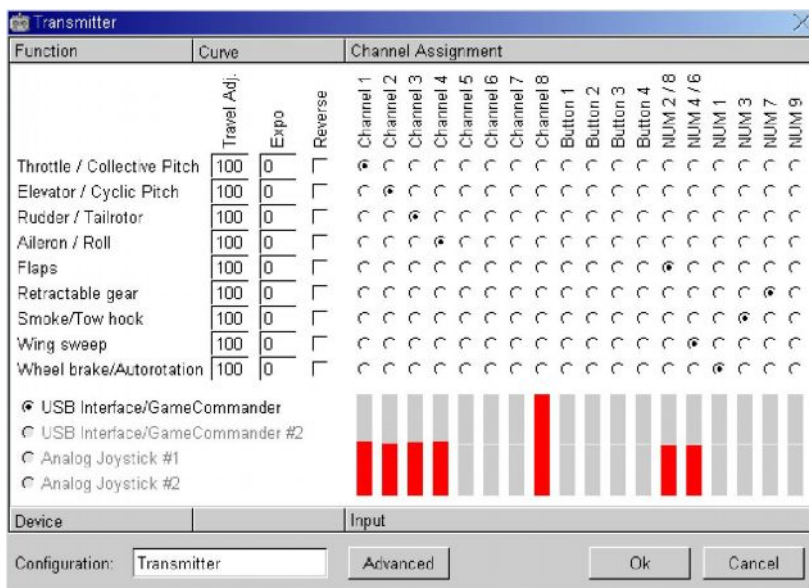 Transmitter
Function Curve Channel Assignment
Travel Adj. Expo Reverse Channel 1 Channel 2 Channel 3 Channel 4 Channel 5 Channel 6 Channel 7 Channel 8 Button 1 Button 2 Button 3 Button 4 NUM 2 / 8 NUM 4 / 6 NUM 1 NUM 3 NUM 7 NUM 9
Throttle / Collective Pitch 100 0
Elevator / Cyclic Pitch 100 0
Rudder / Tailrotor 100 0
Aileron / Roll 100 0
Flaps 100 0
Retractable gear 100 0
Smoke/Tow hook 100 0
Wing sweep 100 0
Wheel brake/Autorotation 100 0
USB Interface/GameCommander
USB Interface/GameCommander #2
Analog Joystick #1
Analog Joystick #2
Device Input
Configuration: Transmitter Advanced Ok Cancel